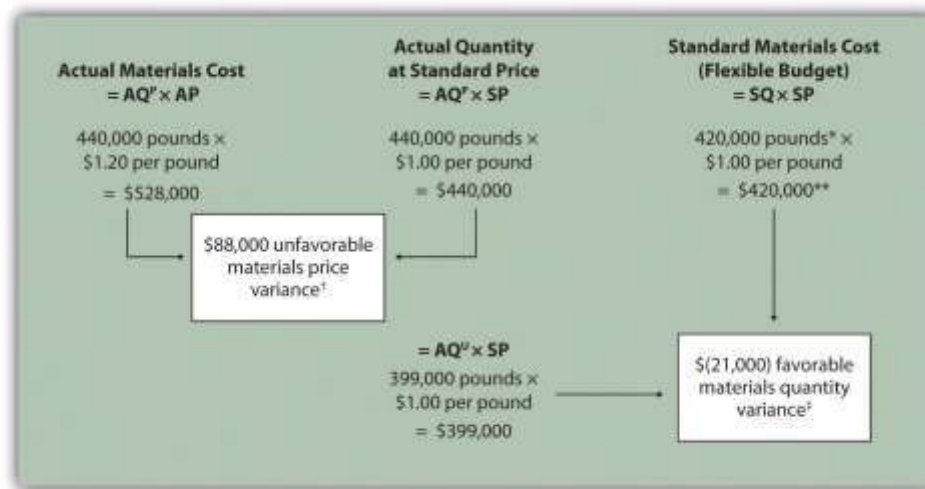 Actual Materials Cost
= AQᴾ × AP
440,000 pounds ×
$1.20 per pound
= $528,000
Actual Quantity
at Standard Price
= AQᴾ × SP
440,000 pounds ×
$1.00 per pound
= $440,000
Standard Materials Cost
(Flexible Budget)
= SQ × SP
420,000 pounds* ×
$1.00 per pound
= $420,000**
$88,000 unfavorable
materials price
variance†
= AQᵁ × SP
399,000 pounds ×
$1.00 per pound
= $399,000
$(21,000) favorable
materials quantity
variance‡